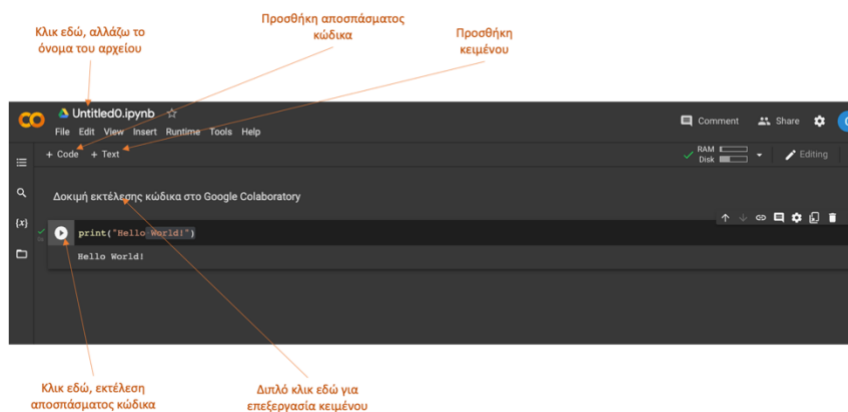 Προσθήκη αποσπάσματος
κώδικα
Προσθήκη
κειμένου
Κλικ εδώ, αλλάζω το
όνομα του αρχείου
Untitled0.ipynb
Comment
Share
File Edit View Insert Runtime Tools Help
+ Code + Text
RAM
Disk
Editing
Δοκιμή εκτέλεσης κώδικα στο Google Colaboratory
{x}
print("Hello World!")
Hello World!
Κλικ εδώ, εκτέλεση
αποσπάσματος κώδικα
Διπλό κλικ εδώ για
επεξεργασία κειμένου